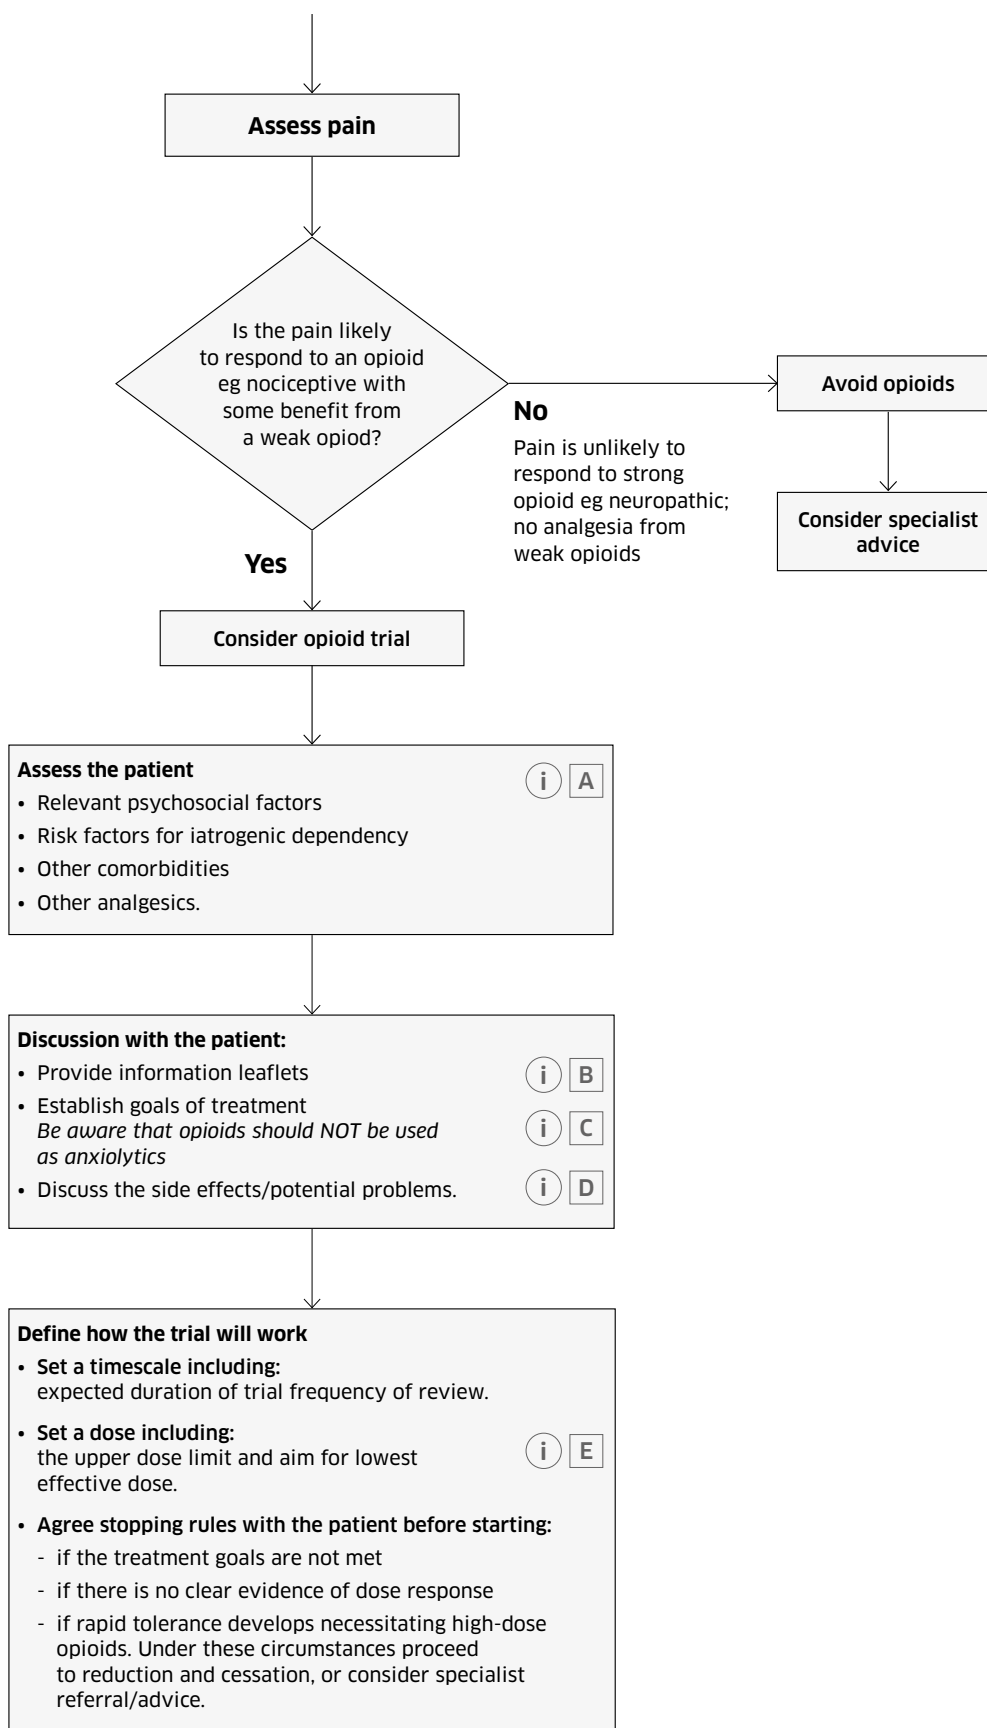 Assess pain
Is the pain likely
to respond to an opioid
eg nociceptive with
some benefit from
a weak opiod?
No
Pain is unlikely to
respond to strong
opioid eg neuropathic;
no analgesia from
weak opioids
Avoid opioids
Consider specialist
advice
Yes
Consider opioid trial
Assess the patient
i A
• Relevant psychosocial factors
• Risk factors for iatrogenic dependency
• Other comorbidities
• Other analgesics.
Discussion with the patient:
• Provide information leaflets
i B
• Establish goals of treatment
Be aware that opioids should NOT be used
as anxiolytics
i C
• Discuss the side effects/potential problems.
i D
Define how the trial will work
• Set a timescale including:
expected duration of trial frequency of review.
• Set a dose including:
the upper dose limit and aim for lowest
effective dose.
i E
• Agree stopping rules with the patient before starting:
- if the treatment goals are not met
- if there is no clear evidence of dose response
- if rapid tolerance develops necessitating high-dose
opioids. Under these circumstances proceed
to reduction and cessation, or consider specialist
referral/advice.